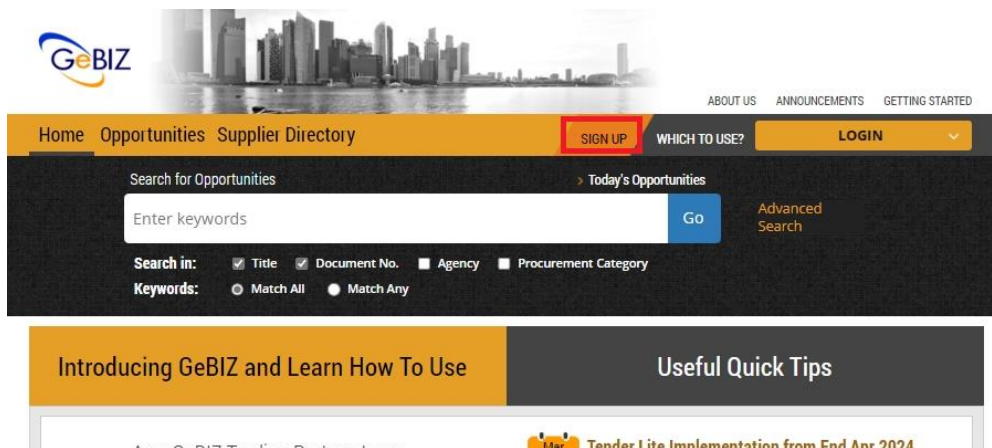 GeBIZ
ABOUT US ANNOUNCEMENTS GETTING STARTED
Home Opportunities Supplier Directory SIGN UP WHICH TO USE? LOGIN
Search for Opportunities > Today's Opportunities
Enter keywords Go Advanced
Search
Search in: Title Document No. Agency Procurement Category
Keywords: Match All Match Any
Introducing GeBIZ and Learn How To Use Useful Quick Tips
Mar Tender Lite Implementation from End Apr 2024